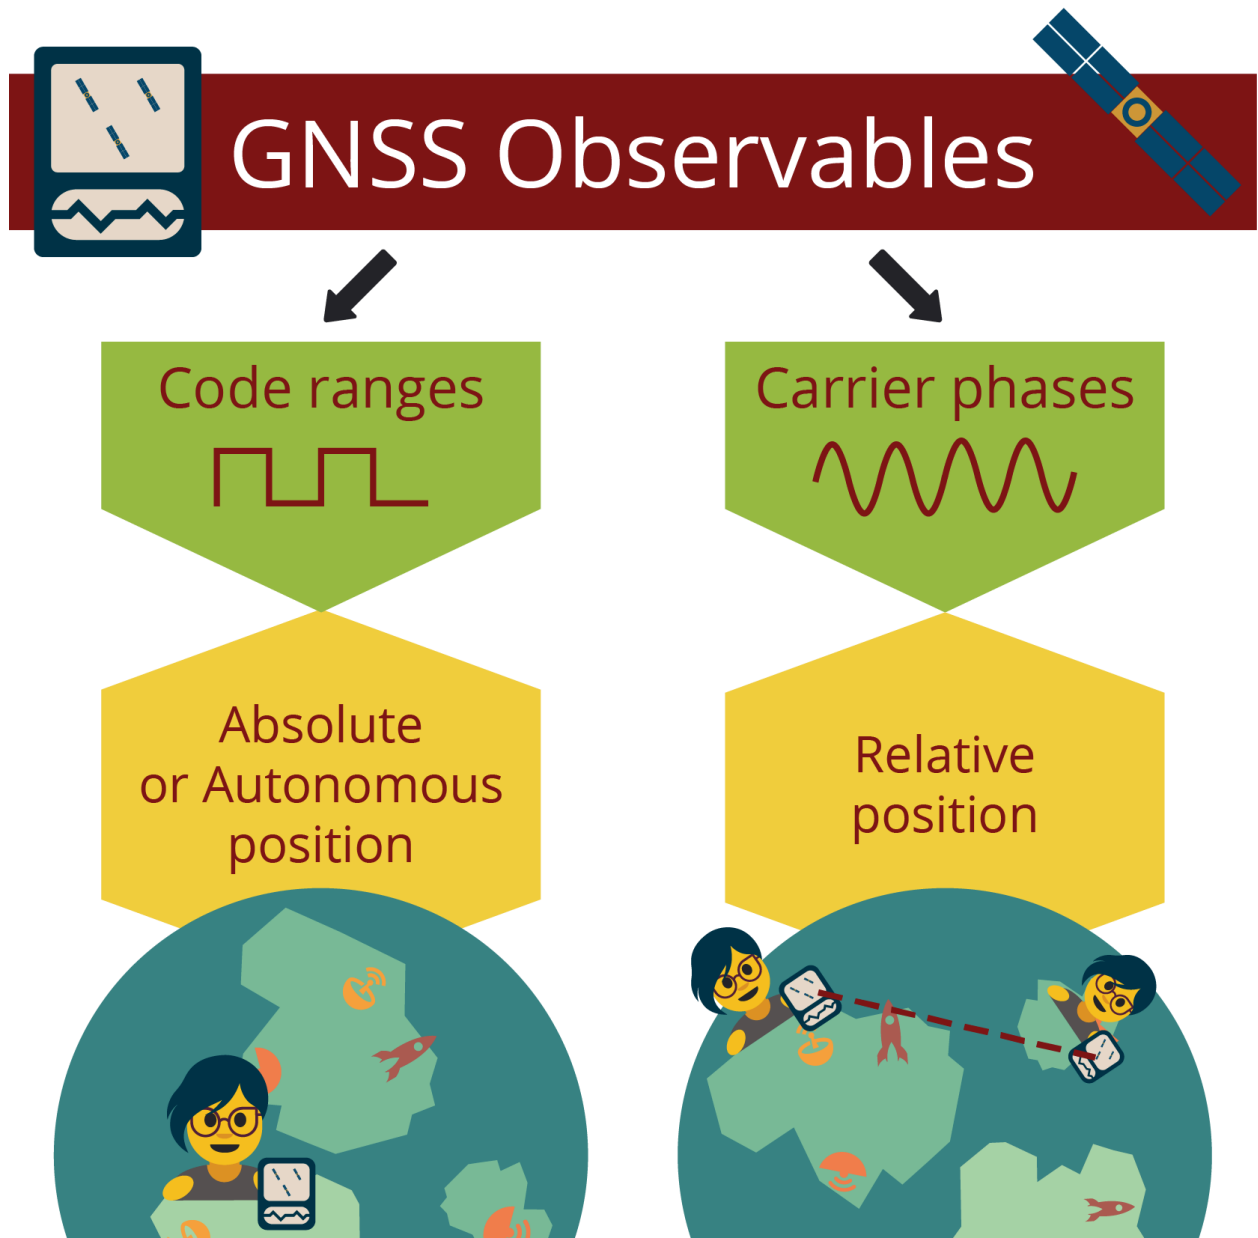 GNSS Observables
Code ranges
Carrier phases
Absolute
or Autonomous
position
Relative
position